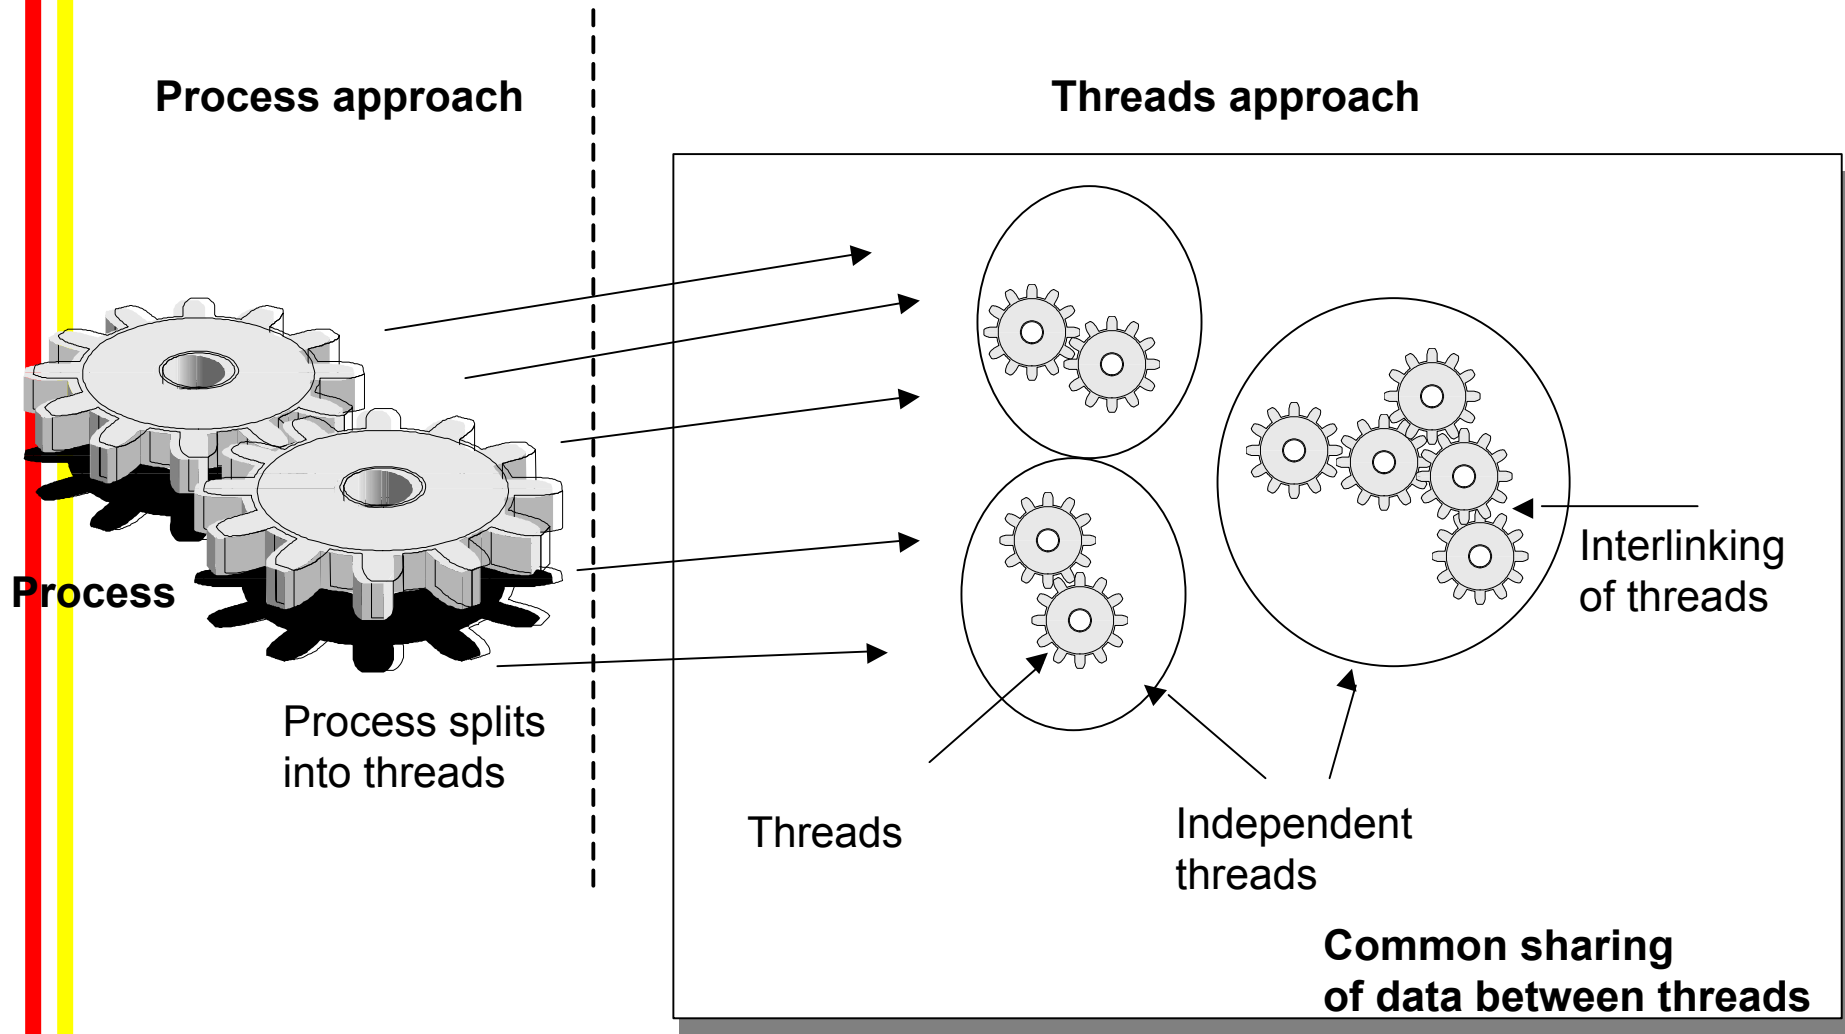 Process approach
Threads approach
Process
Process splits
into threads
Interlinking
of threads
Threads
Independent
threads
Common sharing
of data between threads